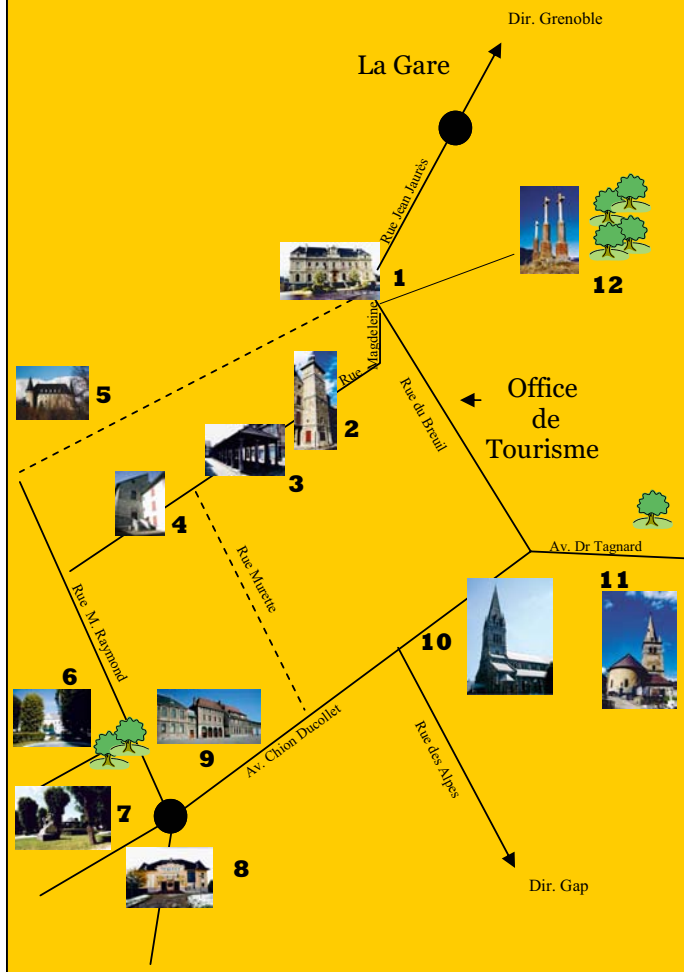 Dir. Grenoble
La Gare
Rue Jean Jaurès
12
1
Rue Magdeleine
5
Office
de
Tourisme
Rue du Breuil
2
3
4
Av. Dr Tagnard
Rue Murette
11
Rue M. Raymond
10
6
9
Av. Chion Ducollet
Rue des Alpes
7
8
Dir. Gap